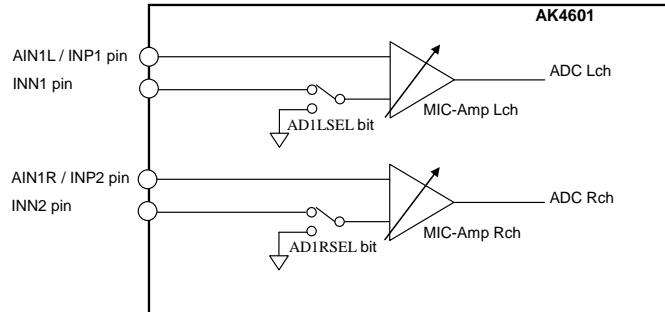 AK4601
AIN1L / INP1 pin
ADC Lch
INN1 pin
MIC-Amp Lch
AD1LSEL bit
AIN1R / INP2 pin
ADC Rch
INN2 pin
MIC-Amp Rch
AD1RSEL bit